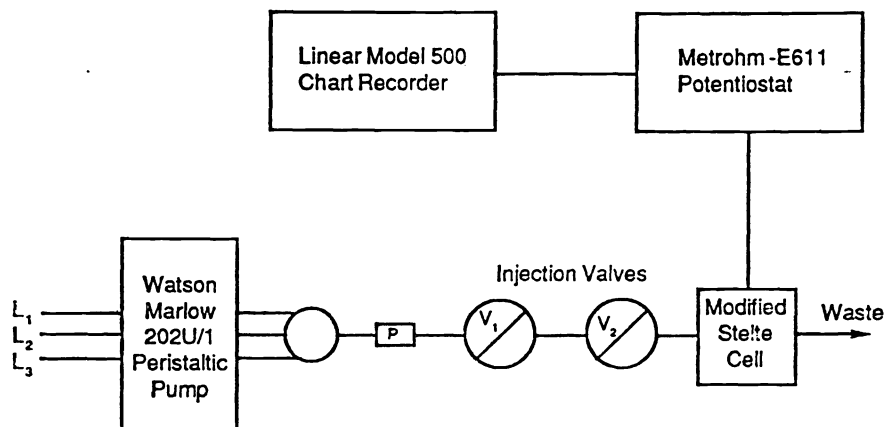 Linear Model 500
Chart Recorder
Metrohm -E611
Potentiostat
Injection Valves
Watson
Marlow
202U/1
Peristaltic
Pump
L₁
L₂
L₃
P
V₁
V₂
Modified
Stelte
Cell
Waste